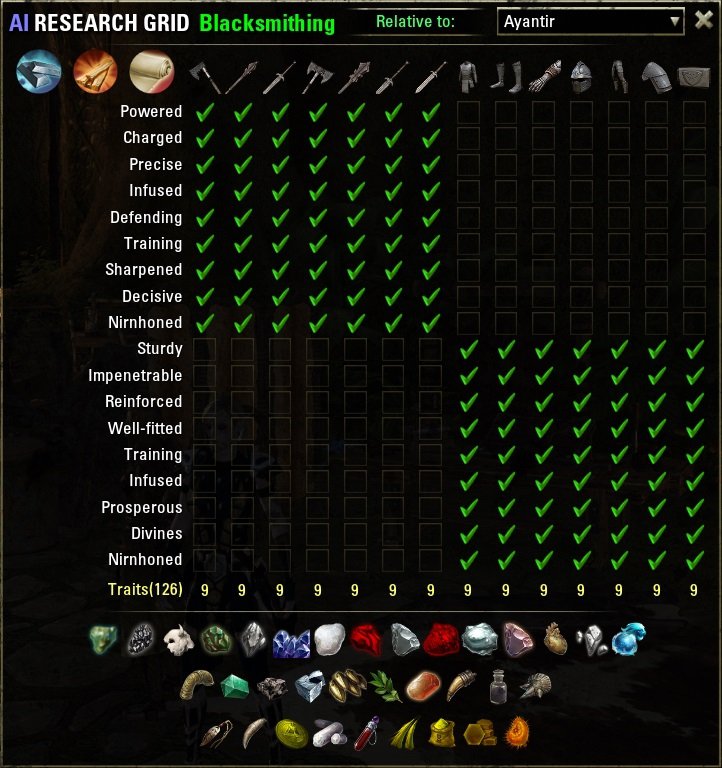 AI RESEARCH GRID Blacksmithing Relative to: Ayantir
Powered
Charged
Precise
Infused
Defending
Training
Sharpened
Decisive
Nirnhoned
Sturdy
Impenetrable
Reinforced
Well-fitted
Training
Infused
Prosperous
Divines
Nirnhoned
Traits(126) 9 9 9 9 9 9 9 9 9 9 9 9 9 9